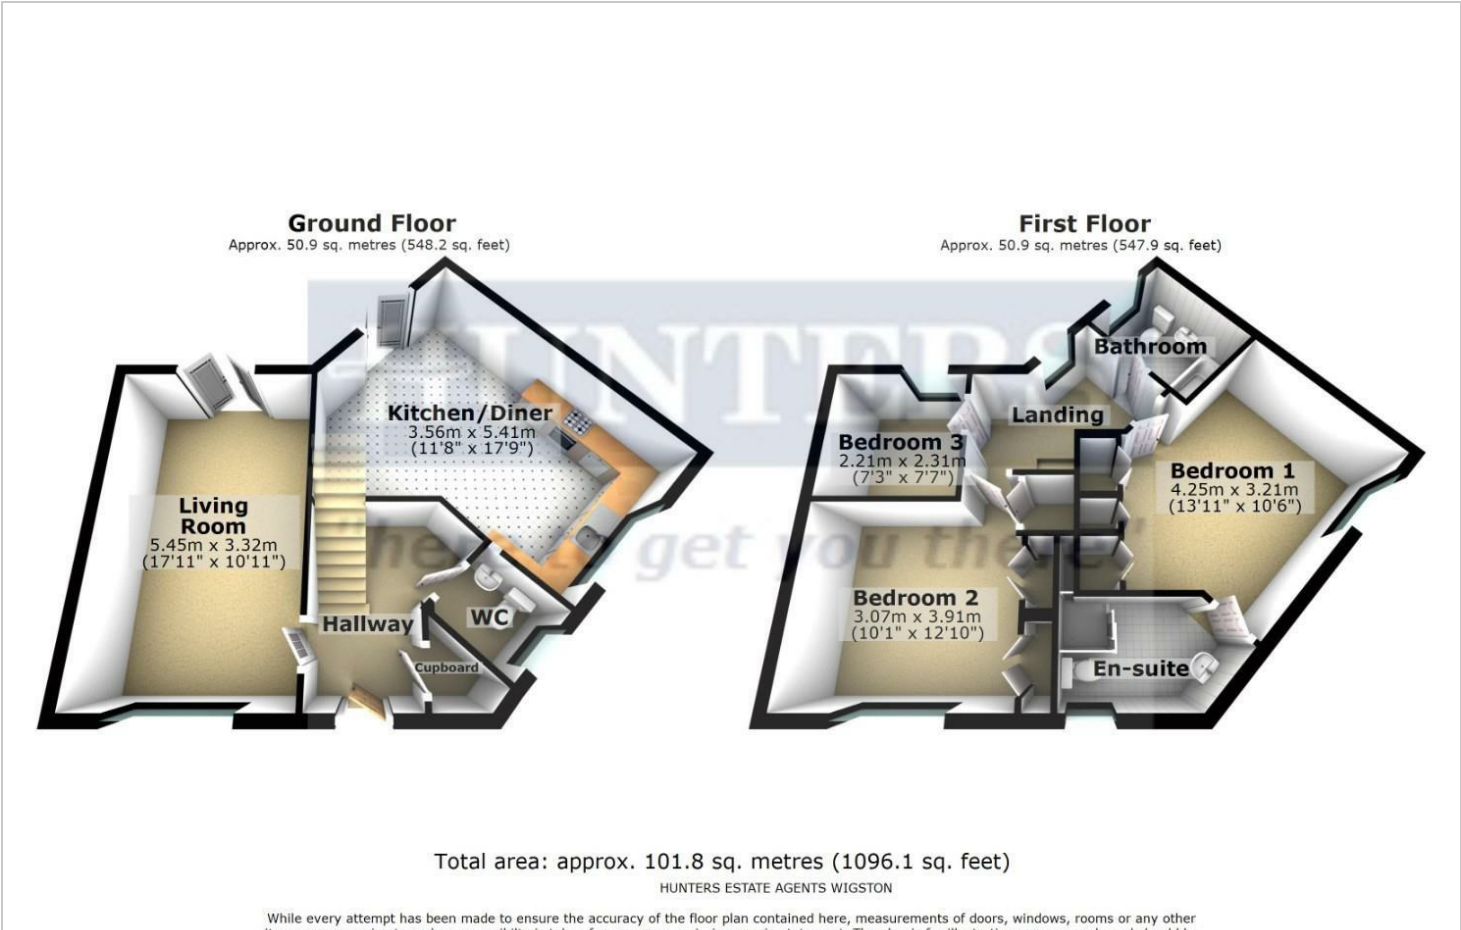 Ground Floor
Approx. 50.9 sq. metres (548.2 sq. feet)
First Floor
Approx. 50.9 sq. metres (547.9 sq. feet)
HUNTERS
"here to get you there"
Kitchen/Diner
3.56m x 5.41m
(11'8" x 17'9")
Living
Room
5.45m x 3.32m
(17'11" x 10'11")
Hallway
WC
Cupboard
Bathroom
Landing
Bedroom 3
2.21m x 2.31m
(7'3" x 7'7")
Bedroom 1
4.25m x 3.21m
(13'11" x 10'6")
Bedroom 2
3.07m x 3.91m
(10'1" x 12'10")
En-suite
Total area: approx. 101.8 sq. metres (1096.1 sq. feet)
HUNTERS ESTATE AGENTS WIGSTON
While every attempt has been made to ensure the accuracy of the floor plan contained here, measurements of doors, windows, rooms or any other